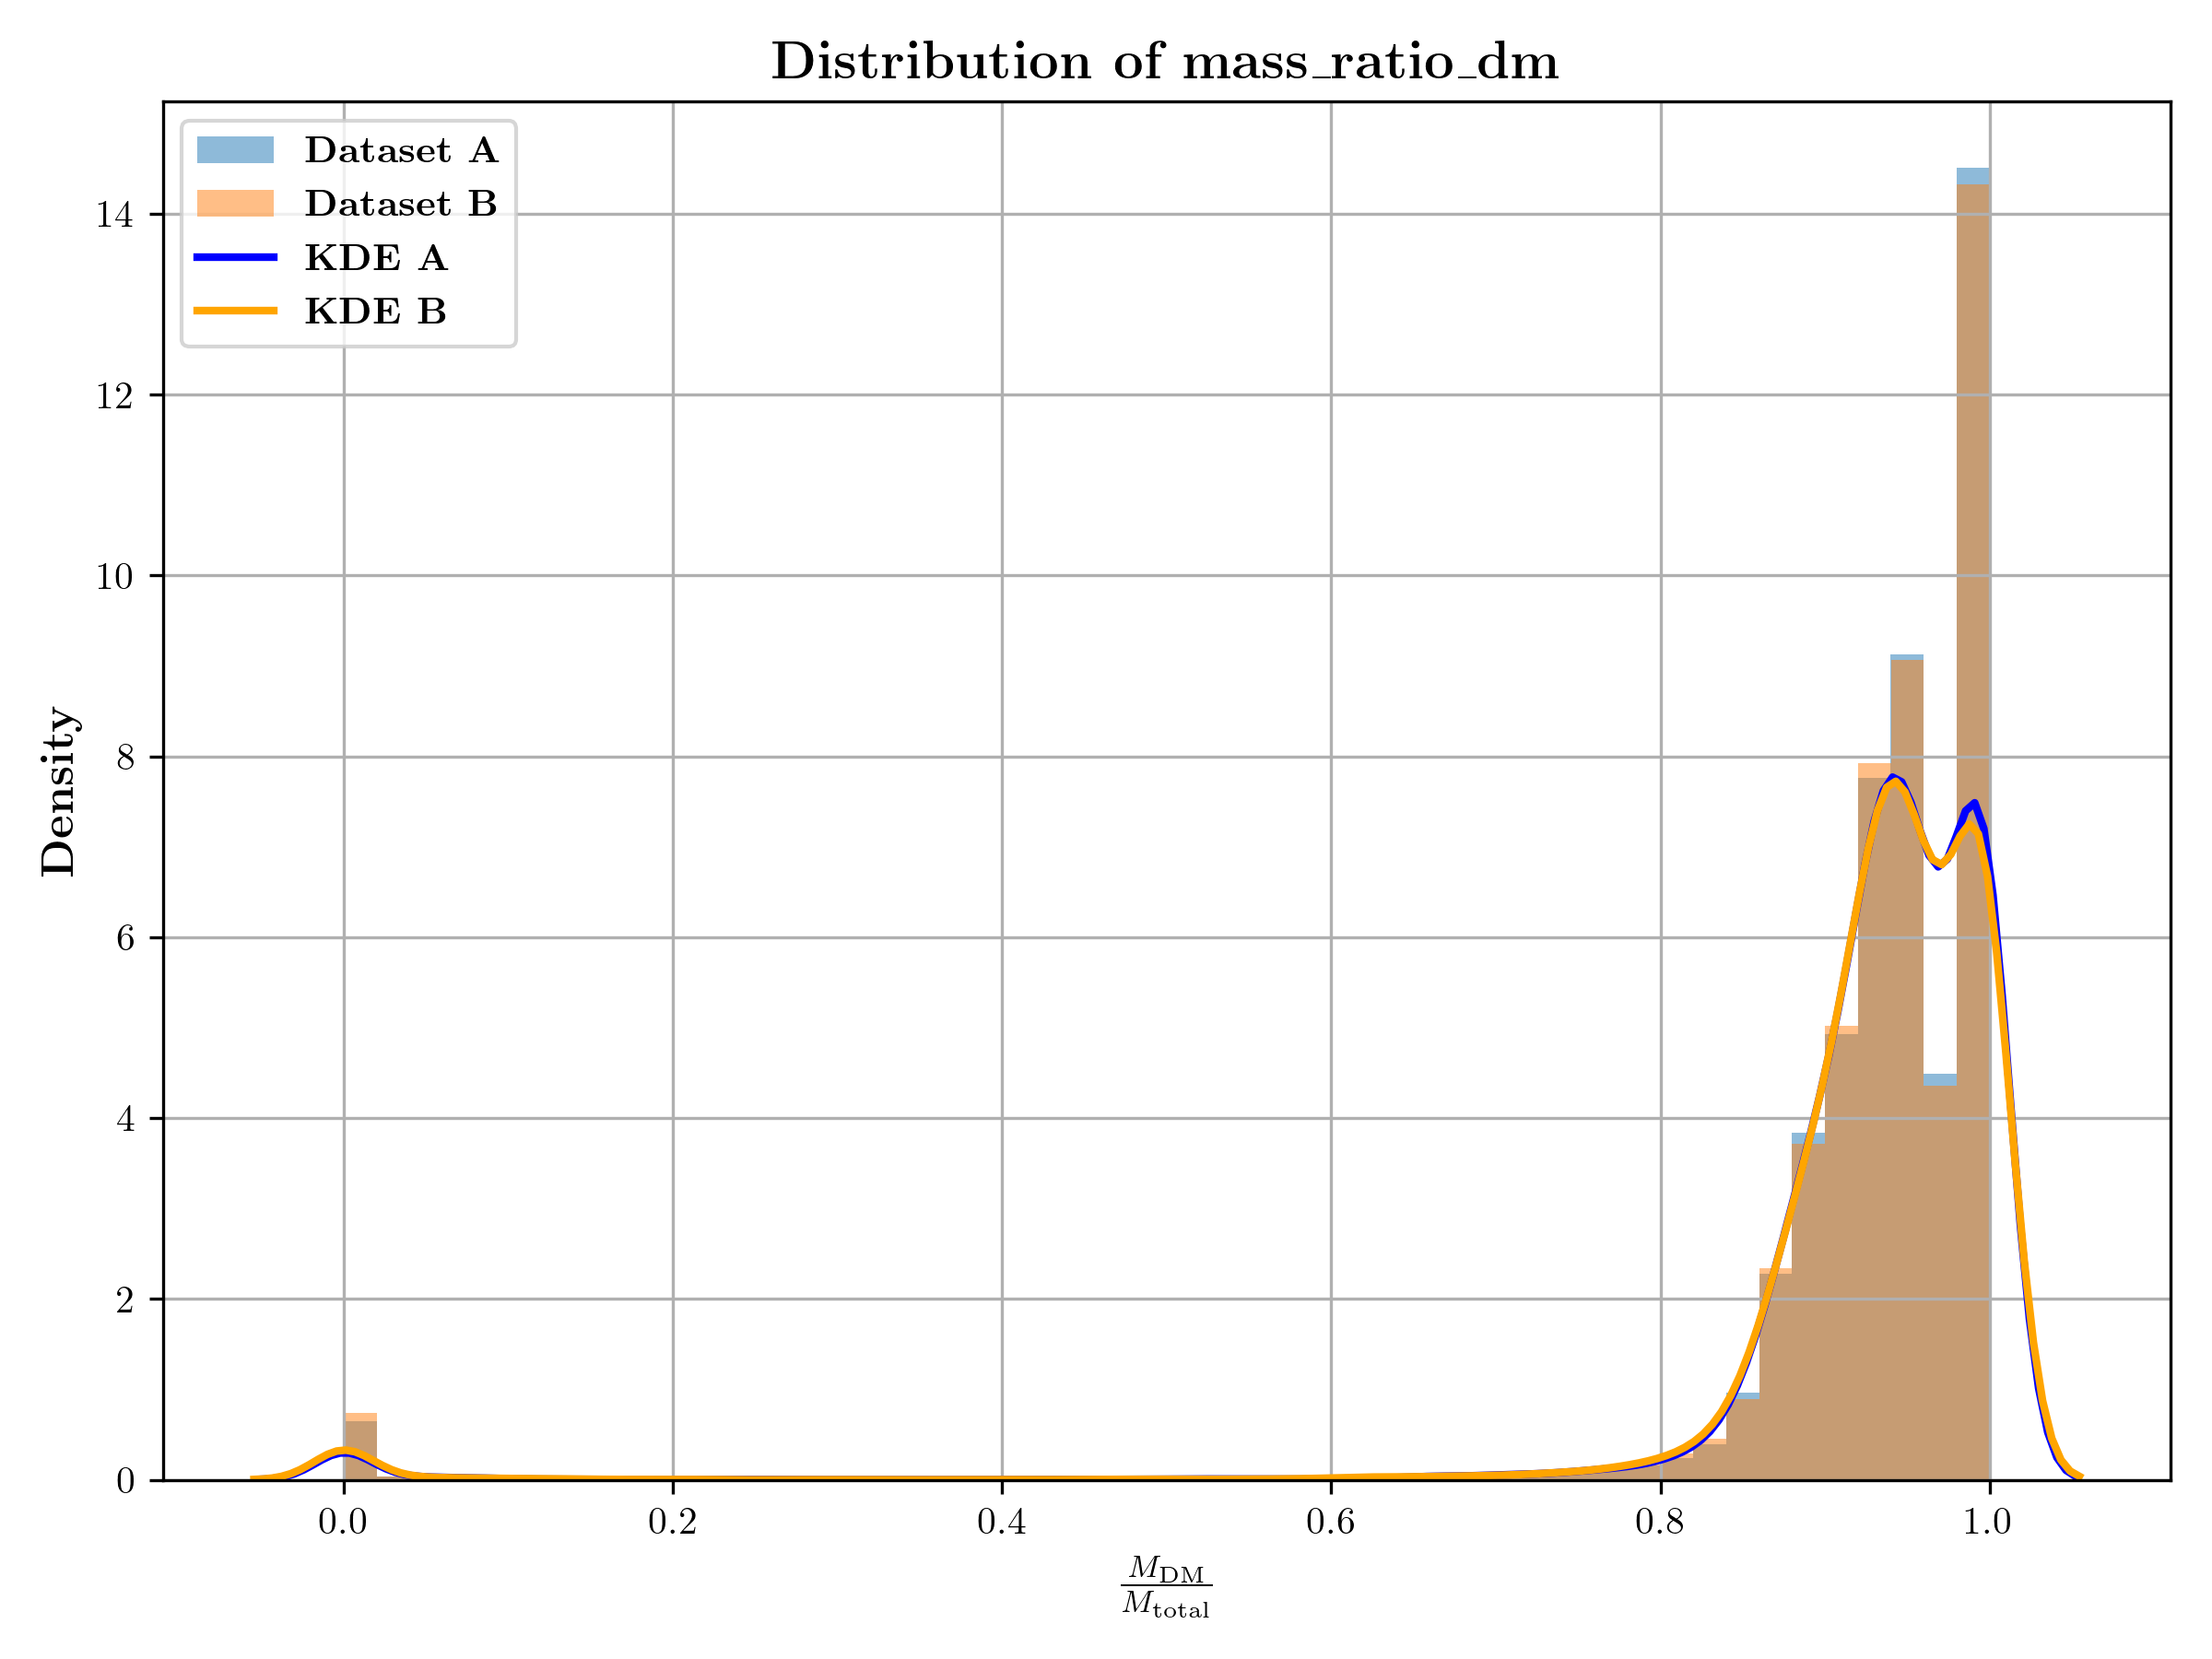 Distribution of mass_ratio_dm
Dataset A
Dataset B
KDE A
KDE B
Density
14
12
10
8
6
4
2
0
0.0 0.2 0.4 0.6 0.8 1.0
M_DM / M_total